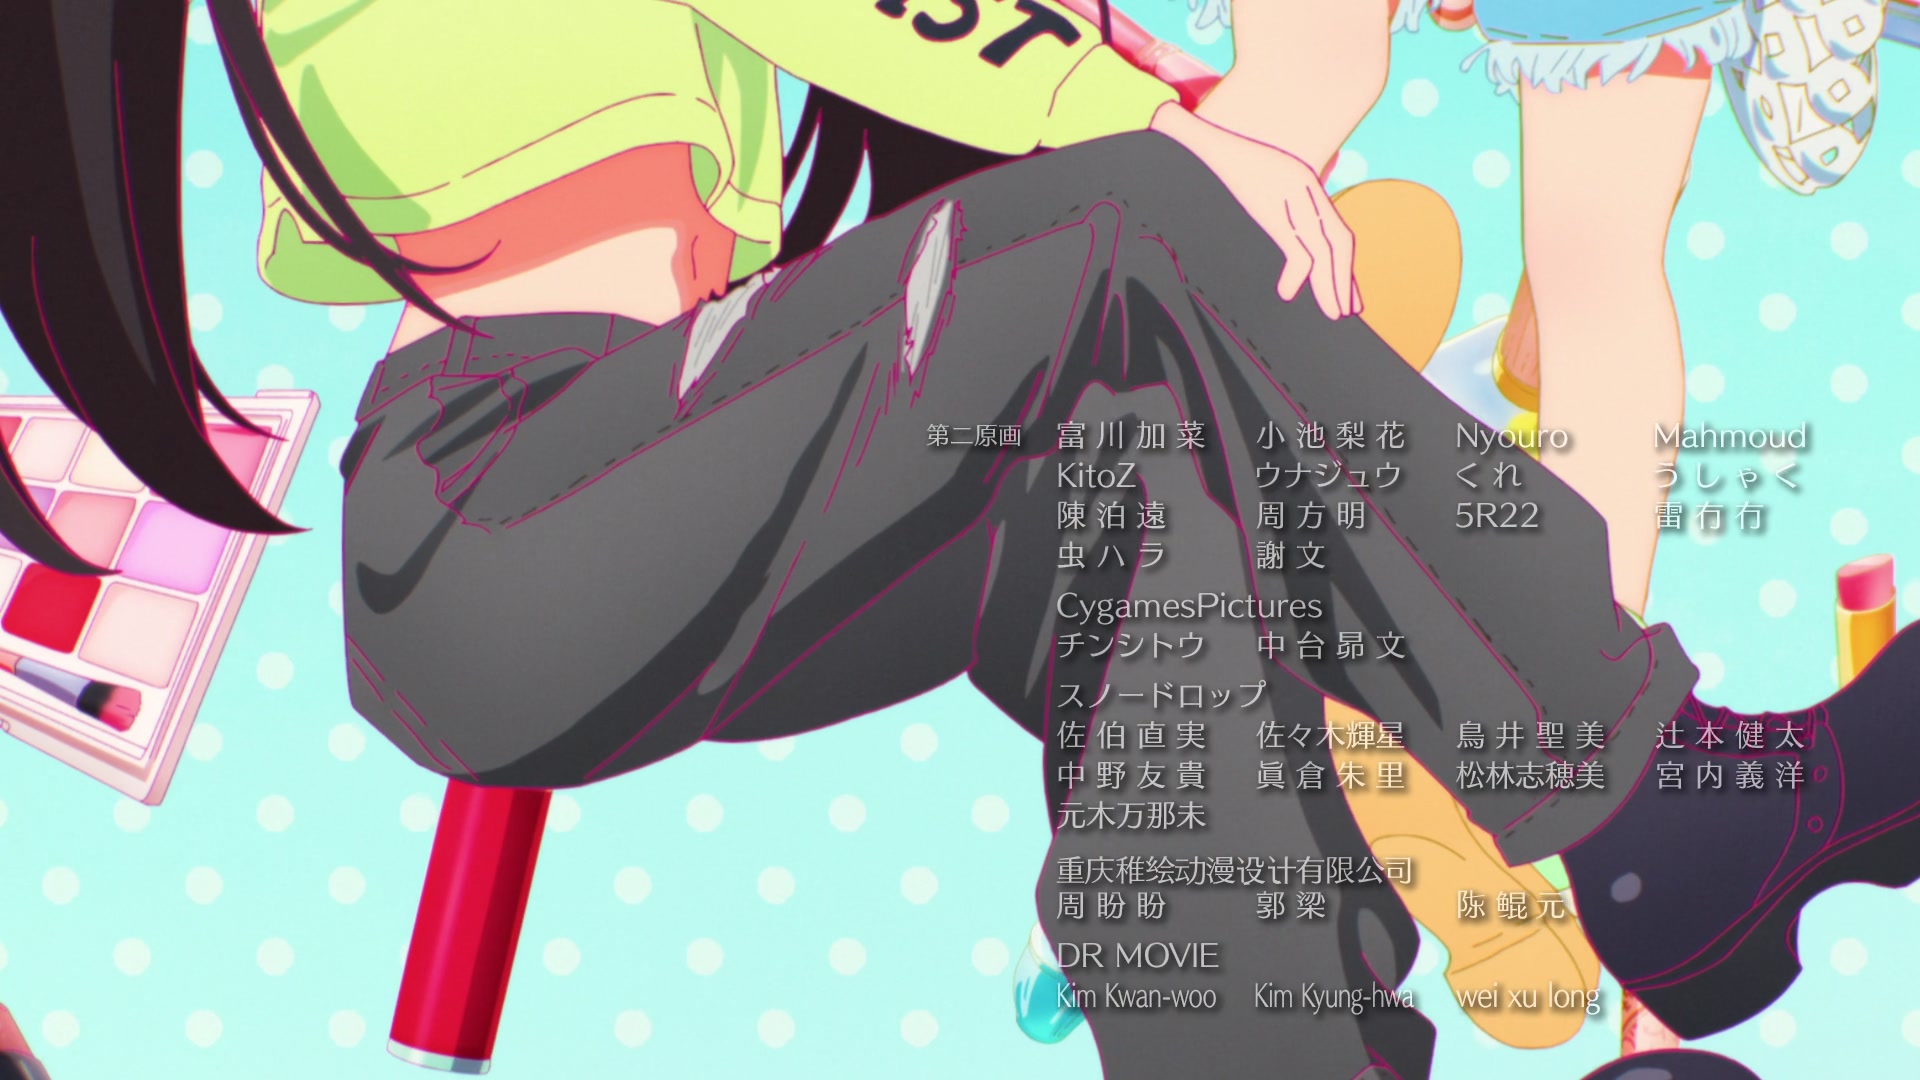 ST
第二原画 富川加菜 小池梨花 Nyouro Mahmoud
KitoZ ウナジュウ くれ うしゃく
陳泊遠 周方明 5R22 雷冇冇
虫ハラ 謝文
CygamesPictures
チンシトウ 中台昴文
スノードロップ
佐伯直実 佐々木輝星 鳥井聖美 辻本健太
中野友貴 眞倉朱里 松林志穂美 宮内義洋
元木万那未
重庆稚绘动漫设计有限公司
周盼盼 郭梁 陈鲲元
DR MOVIE
Kim Kwan-woo Kim Kyung-hwa wei xu long